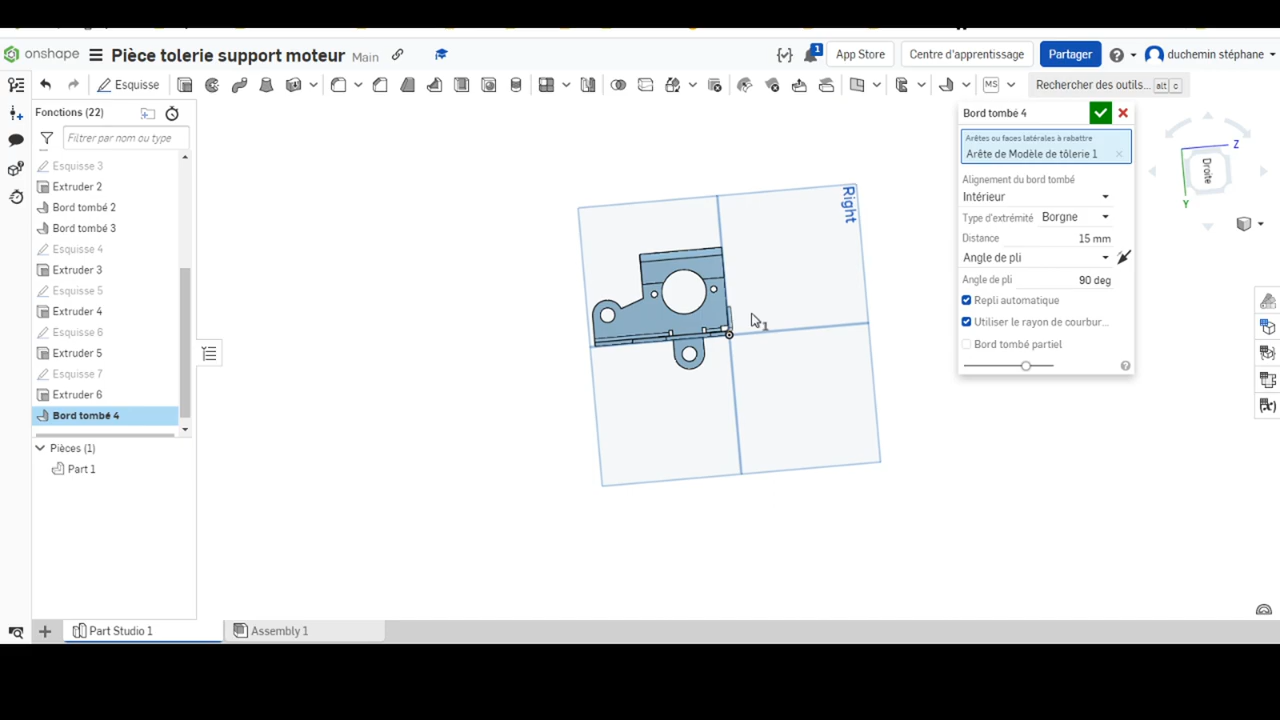 onshape Pièce tolerie support moteur Main 1 App Store Centre d'apprentissage Partager duchemin stéphane
Esquisse MS Rechercher des outils... alt c
Fonctions (22)
Filtrer par nom ou type
Esquisse 3
Extruder 2
Bord tombé 2
Bord tombé 3
Esquisse 4
Extruder 3
Esquisse 5
Extruder 4
Esquisse 6
Extruder 5
Esquisse 7
Extruder 6
Bord tombé 4
Pièces (1)
Part 1
Right
1
Bord tombé 4
Arêtes ou faces latérales à rabattre
Arête de Modèle de tôlerie 1
Alignement du bord tombé
Intérieur
Type d'extrémité Borgne
Distance 15 mm
Angle de pli
Angle de pli 90 deg
Repli automatique
Utiliser le rayon de courbur...
Bord tombé partiel
Z
Droite
Y
Part Studio 1 Assembly 1